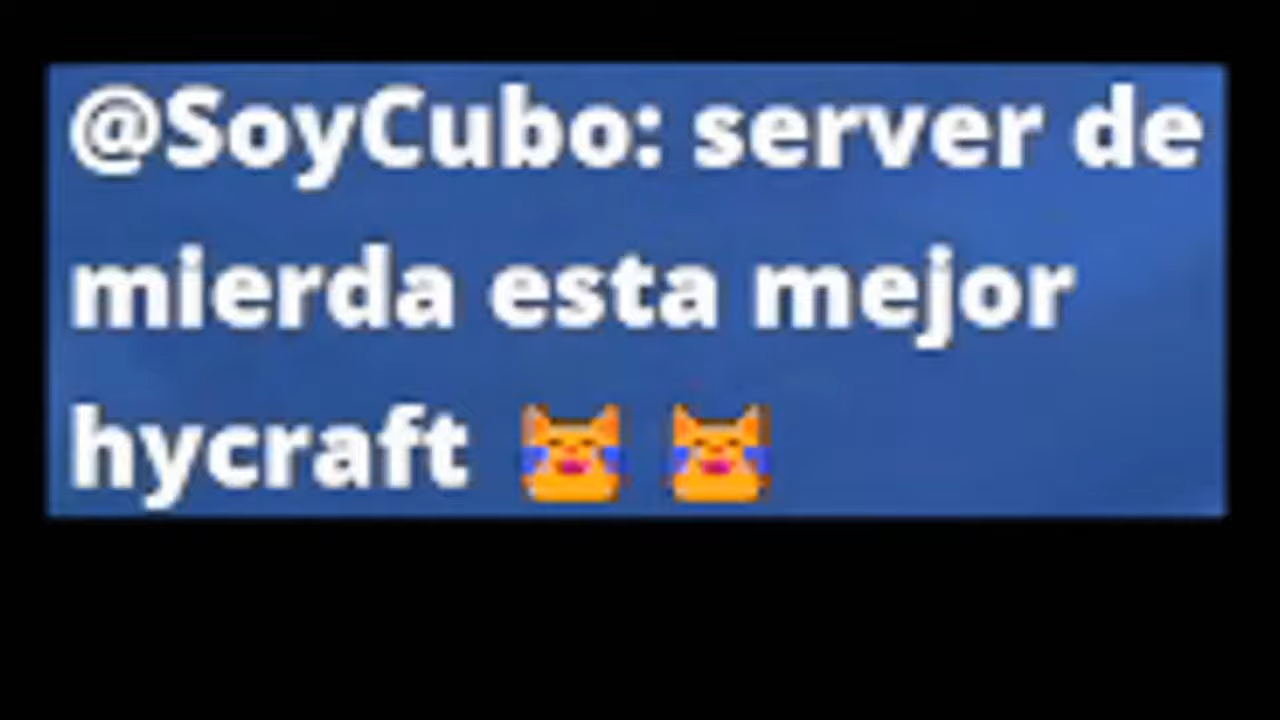 @SoyCubo: server de
mierda esta mejor
hycraft 😹 😹